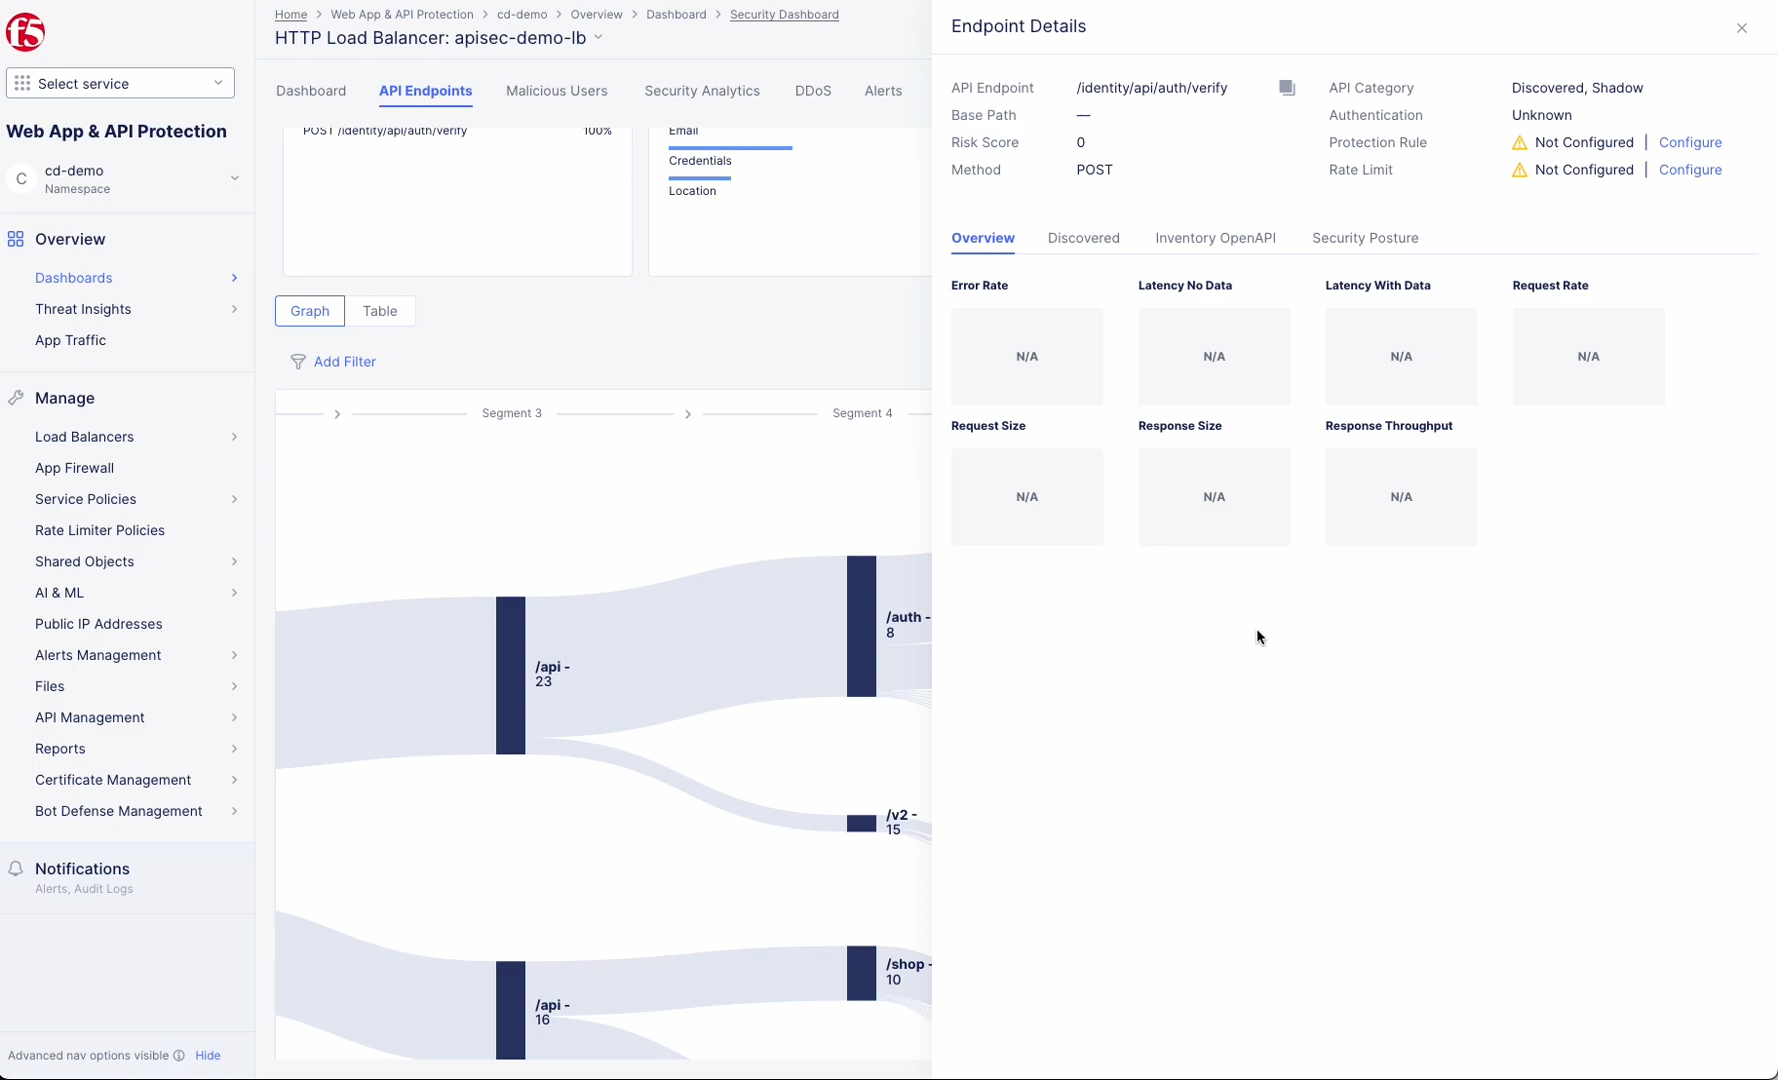 f5
Select service
Web App & API Protection
C
cd-demo
Namespace
Overview
Dashboards
Threat Insights
App Traffic
Manage
Load Balancers
App Firewall
Service Policies
Rate Limiter Policies
Shared Objects
AI & ML
Public IP Addresses
Alerts Management
Files
API Management
Reports
Certificate Management
Bot Defense Management
Notifications
Alerts, Audit Logs
Advanced nav options visible Hide
Home > Web App & API Protection > cd-demo > Overview > Dashboard > Security Dashboard
HTTP Load Balancer: apisec-demo-lb
Dashboard API Endpoints Malicious Users Security Analytics DDoS Alerts
POST /identity/api/auth/verify 100%
Email
Credentials
Location
Graph Table
Add Filter
Segment 3 Segment 4
/api -
23
/auth -
8
/v2 -
15
/shop -
10
/api -
16
Endpoint Details
API Endpoint /identity/api/auth/verify
Base Path —
Risk Score 0
Method POST
API Category Discovered, Shadow
Authentication Unknown
Protection Rule Not Configured | Configure
Rate Limit Not Configured | Configure
Overview Discovered Inventory OpenAPI Security Posture
Error Rate Latency No Data Latency With Data Request Rate
N/A N/A N/A N/A
Request Size Response Size Response Throughput
N/A N/A N/A